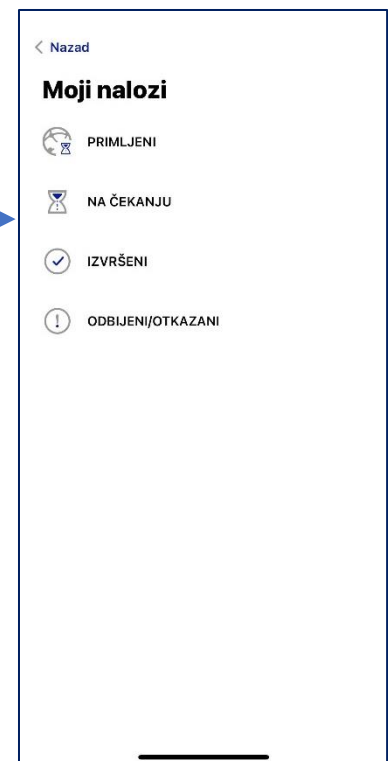 Nazad
Moji nalozi
PRIMLJENI
NA ČEKANJU
IZVRŠENI
ODBIJENI/OTKAZANI